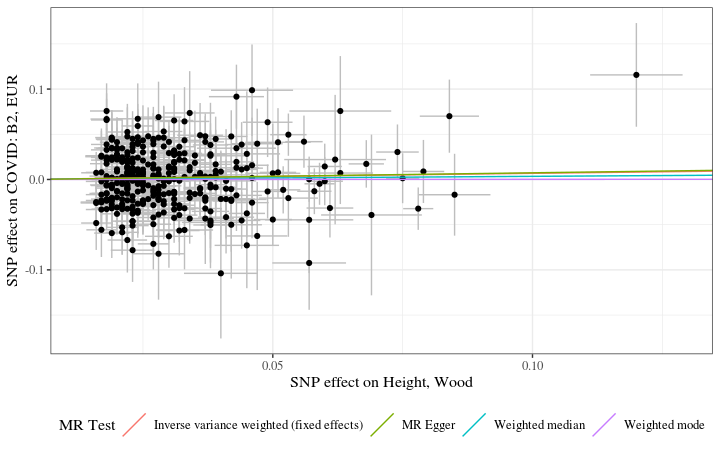 SNP effect on COVID: B2, EUR
0.1
0.0
-0.1
0.05
0.10
SNP effect on Height, Wood
MR Test
Inverse variance weighted (fixed effects)
MR Egger
Weighted median
Weighted mode